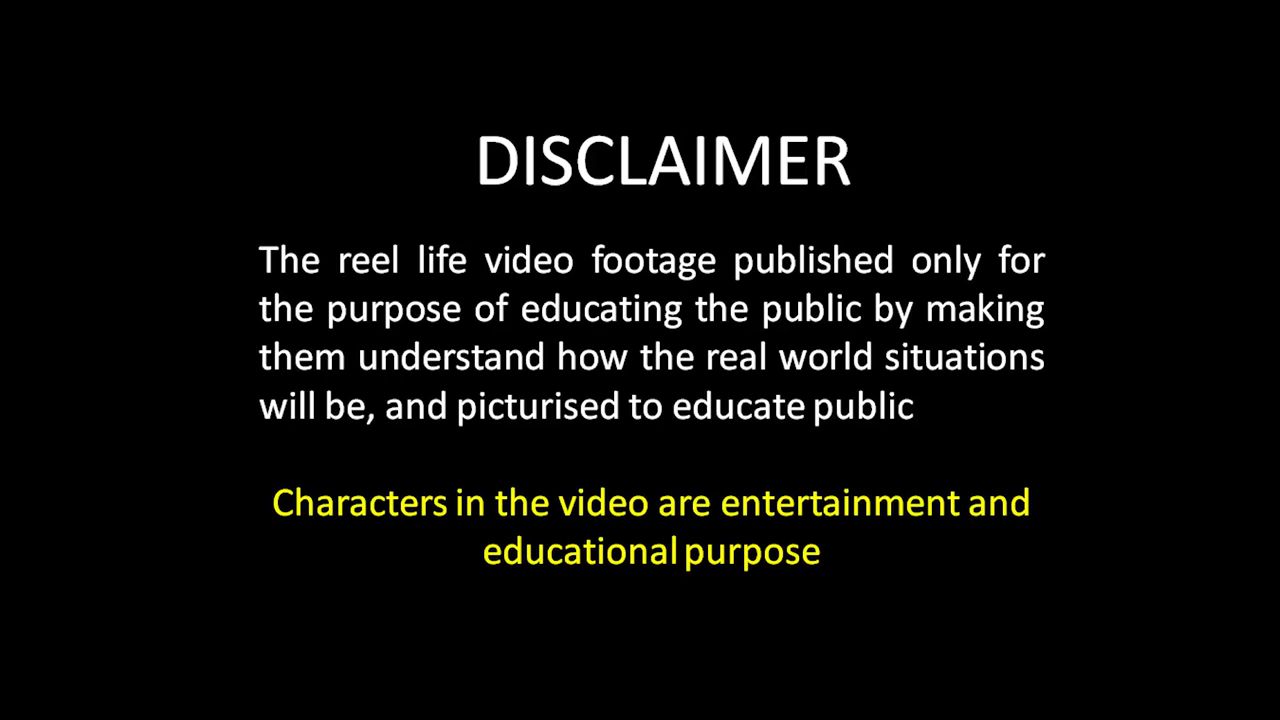 DISCLAIMER
The reel life video footage published only for
the purpose of educating the public by making
them understand how the real world situations
will be, and picturised to educate public
Characters in the video are entertainment and
educational purpose